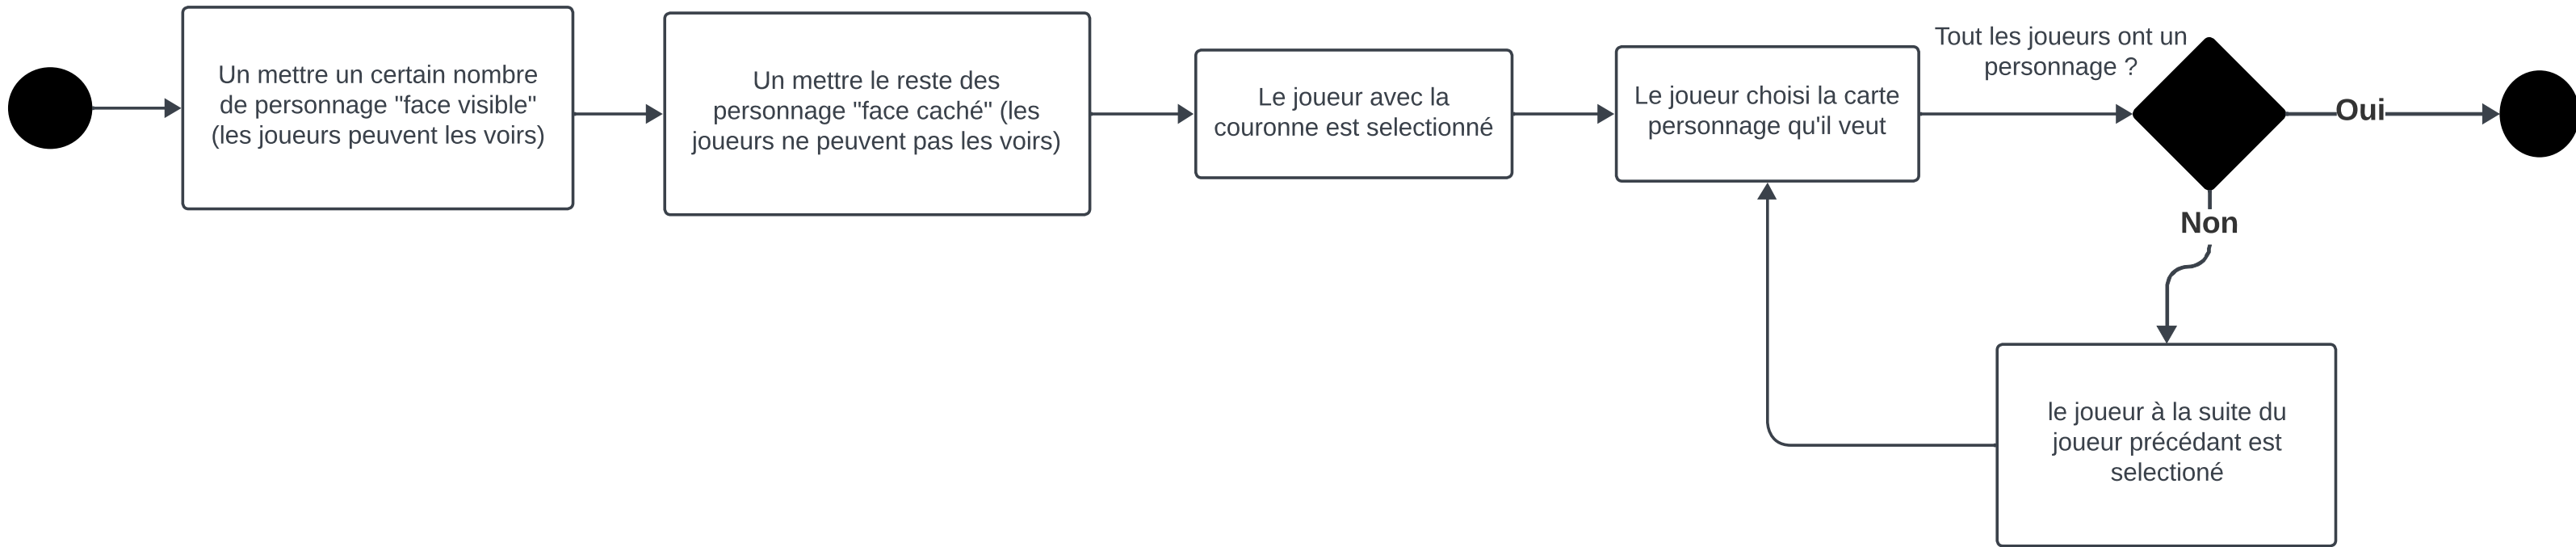 Un mettre un certain nombre
de personnage "face visible"
(les joueurs peuvent les voirs)
Un mettre le reste des
personnage "face caché" (les
joueurs ne peuvent pas les voirs)
Le joueur avec la
couronne est selectionné
Le joueur choisi la carte
personnage qu'il veut
Tout les joueurs ont un
personnage ?
Oui
Non
le joueur à la suite du
joueur précédant est
selectioné